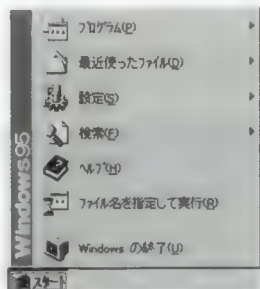 プログラム(P)
最近使ったファイル(D)
設定(S)
検索(F)
ヘルプ(H)
ファイル名を指定して実行(R)
Windows の終了(U)
Windows95
スタート